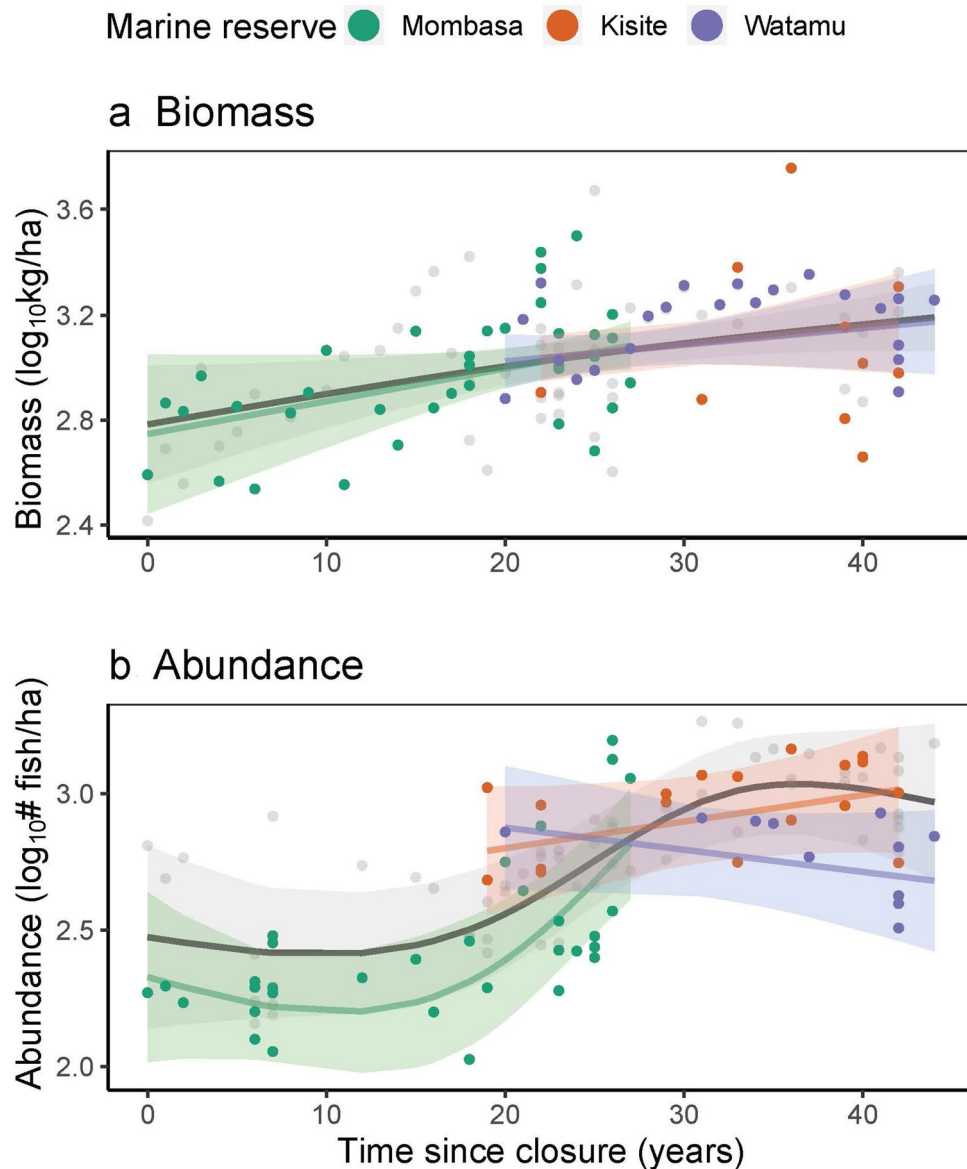 Marine reserve Mombasa Kisite Watamu
a Biomass
Biomass (log₁₀kg/ha)
3.6
3.2
2.8
2.4
0 10 20 30 40
b Abundance
Abundance (log₁₀# fish/ha)
3.0
2.5
2.0
0 10 20 30 40
Time since closure (years)